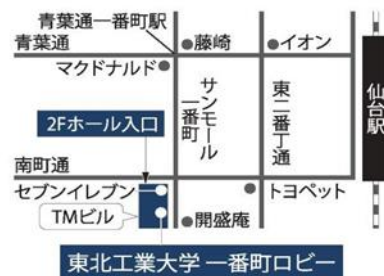 青葉通一番町駅
青葉通
藤崎
イオン
マクドナルド
サンモール一番町
東二番丁通
仙台駅
2Fホール入口
南町通
セブンイレブン
トヨペット
TMビル
開盛庵
東北工業大学 一番町ロビー